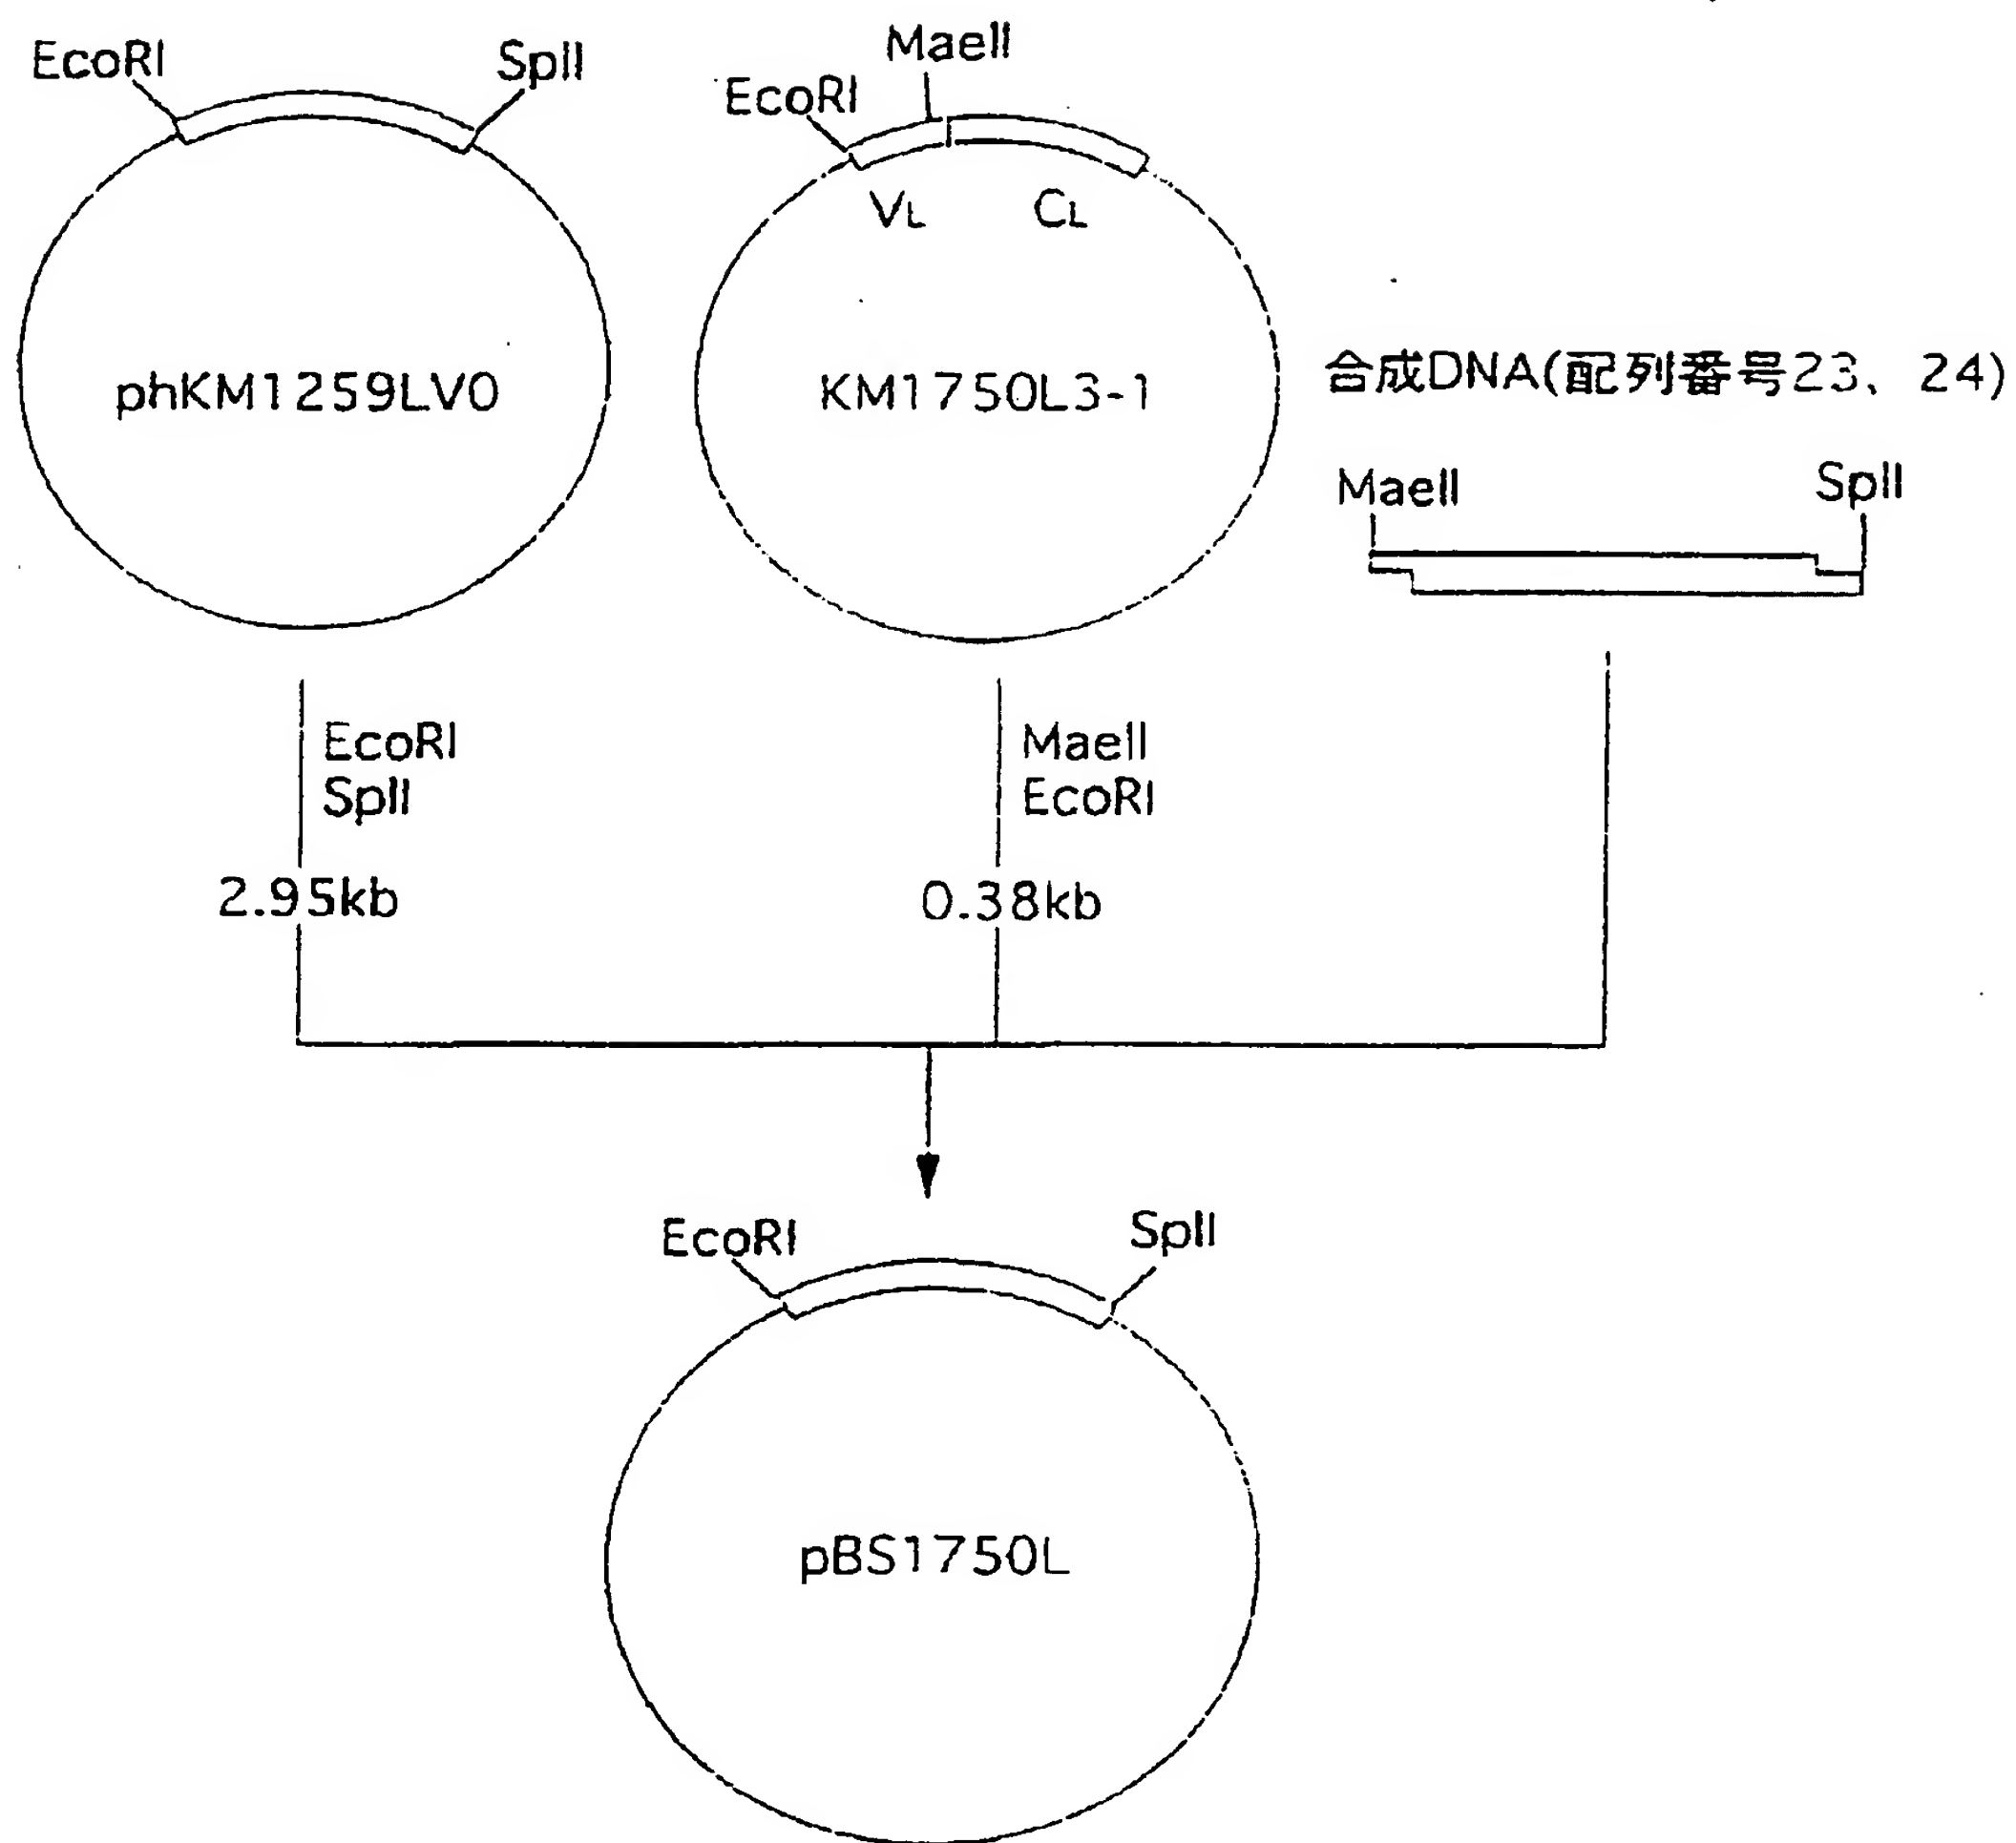 EcoRI
SplI
MaeII
EcoRI
VL
CL
phKM1259LV0
KM1750L3-1
合成DNA(配列番号23、24)
MaeII
SplI
EcoRI
SplI
MaeII
EcoRI
2.95kb
0.38kb
EcoRI
SplI
pBS1750L